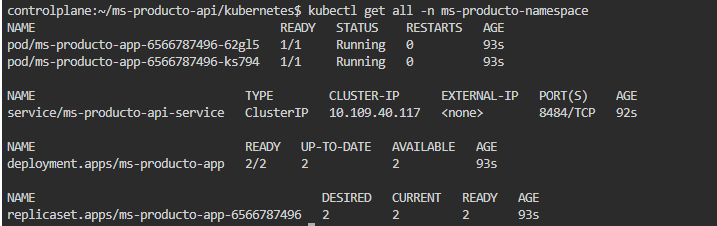 controlplane:~/ms-producto-api/kubernetes$ kubectl get all -n ms-producto-namespace
NAME READY STATUS RESTARTS AGE
pod/ms-producto-app-6566787496-62gl5 1/1 Running 0 93s
pod/ms-producto-app-6566787496-ks794 1/1 Running 0 93s
NAME TYPE CLUSTER-IP EXTERNAL-IP PORT(S) AGE
service/ms-producto-api-service ClusterIP 10.109.40.117 <none> 8484/TCP 92s
NAME READY UP-TO-DATE AVAILABLE AGE
deployment.apps/ms-producto-app 2/2 2 2 93s
NAME DESIRED CURRENT READY AGE
replicaset.apps/ms-producto-app-6566787496 2 2 2 93s